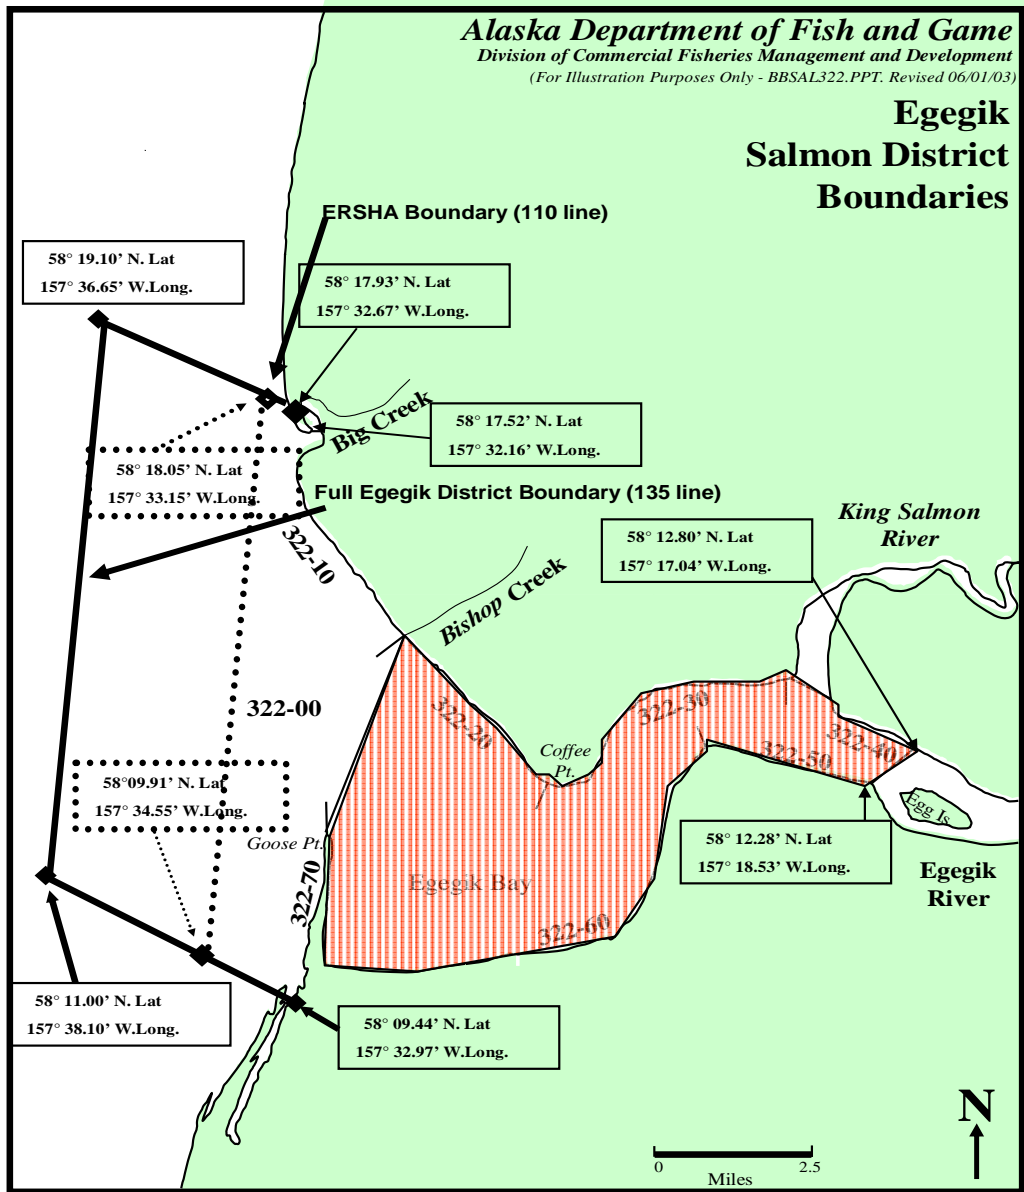 Alaska Department of Fish and Game
Division of Commercial Fisheries Management and Development
(For Illustration Purposes Only - BBSAL322.PPT. Revised 06/01/03)
Egegik
Salmon District
Boundaries
ERSHA Boundary (110 line)
58° 19.10’ N. Lat
157° 36.65’ W.Long.
58° 17.93’ N. Lat
157° 32.67’ W.Long.
Big Creek
58° 17.52’ N. Lat
157° 32.16’ W.Long.
58° 18.05’ N. Lat
157° 33.15’ W.Long.
Full Egegik District Boundary (135 line)
322-10
King Salmon
River
58° 12.80’ N. Lat
157° 17.04’ W.Long.
Bishop Creek
322-00
322-20
322-30
322-40
322-50
Coffee
Pt.
58°09.91’ N. Lat
157° 34.55’ W.Long.
Goose Pt.
Egg Is
58° 12.28’ N. Lat
157° 18.53’ W.Long.
Egegik
River
322-70
Egegik Bay
322-60
58° 11.00’ N. Lat
157° 38.10’ W.Long.
58° 09.44’ N. Lat
157° 32.97’ W.Long.
N
0 2.5
Miles